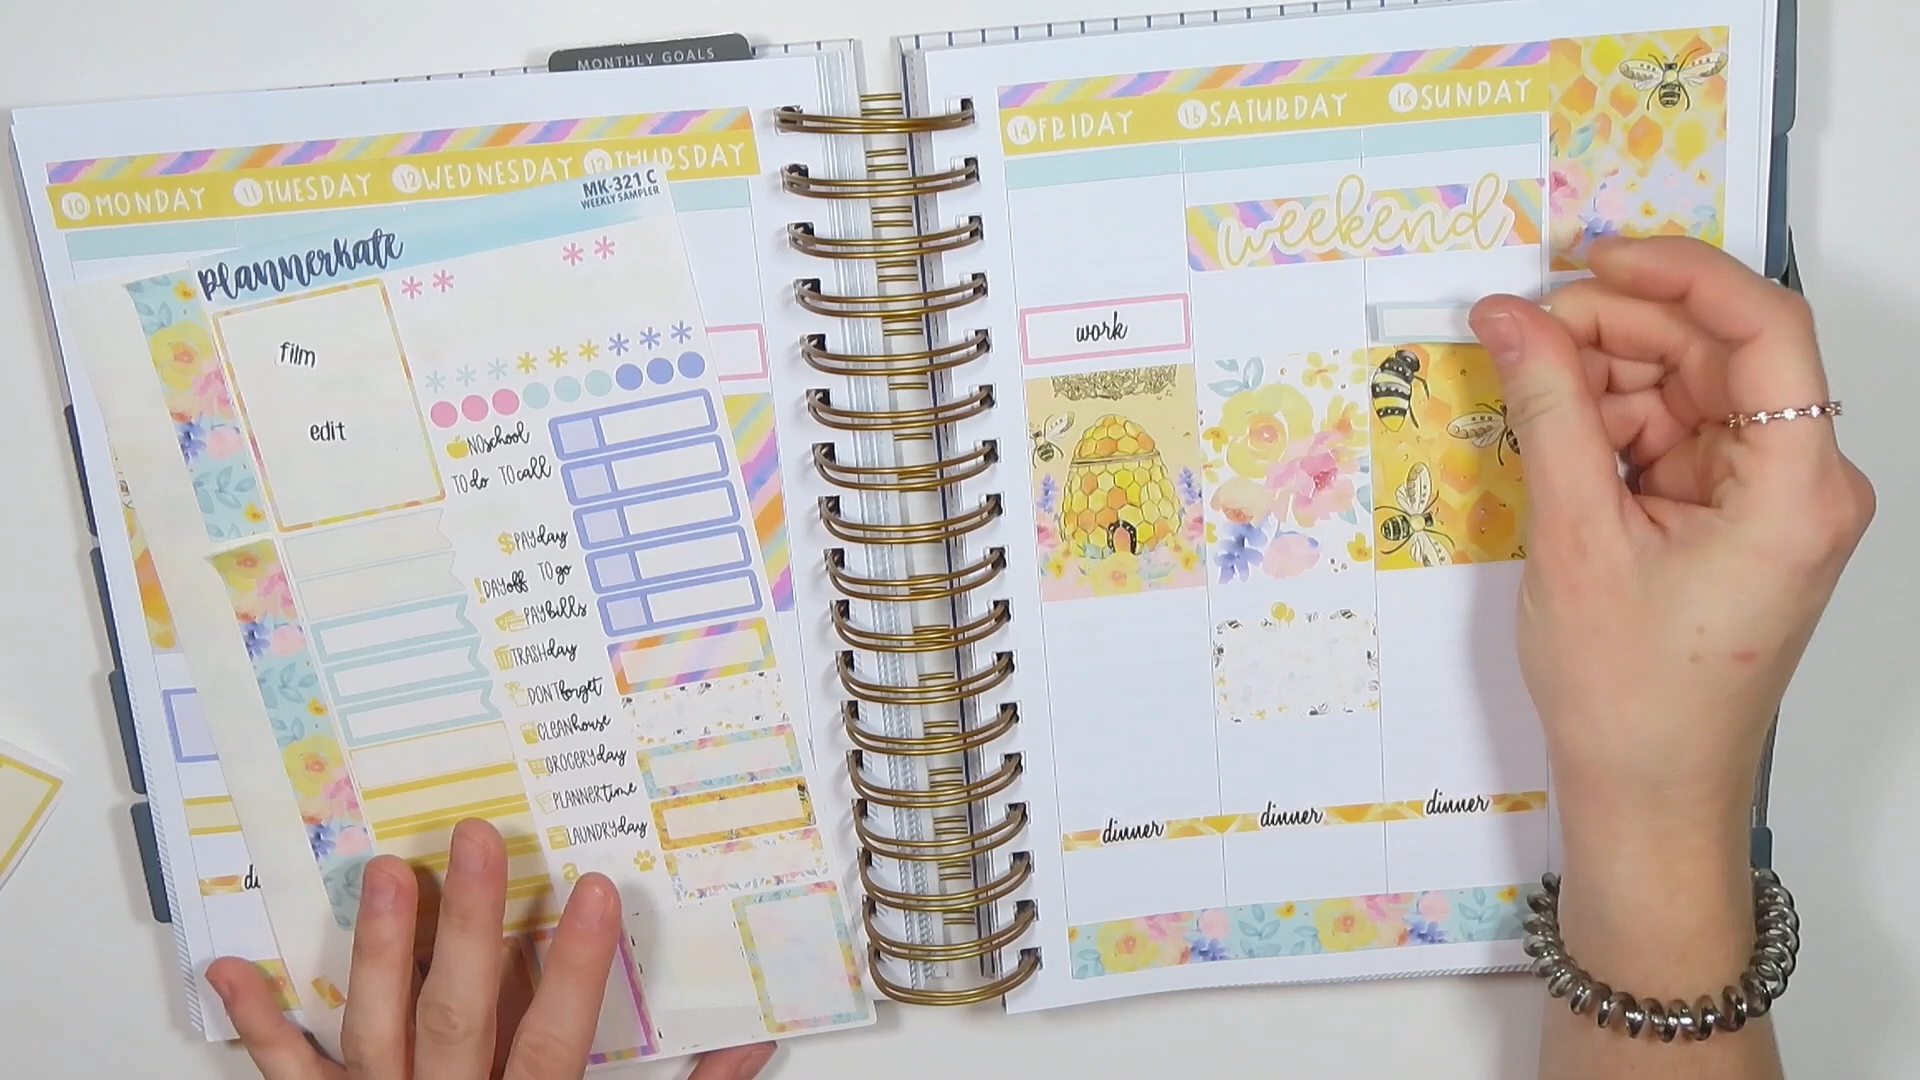 MONTHLY GOALS
10 MONDAY
11 TUESDAY
12 WEDNESDAY
13 THURSDAY
14 FRIDAY
15 SATURDAY
16 SUNDAY
MK-321 C
WEEKLY SAMPLER
plannerkate
film
edit
NO school
TO do TO call
PAY day
DAY off TO go
PAY bills
TRASH day
DON'T forget
CLEAN house
GROCERY day
PLANNER time
LAUNDRY day
a
weekend
work
dinner
dinner
dinner